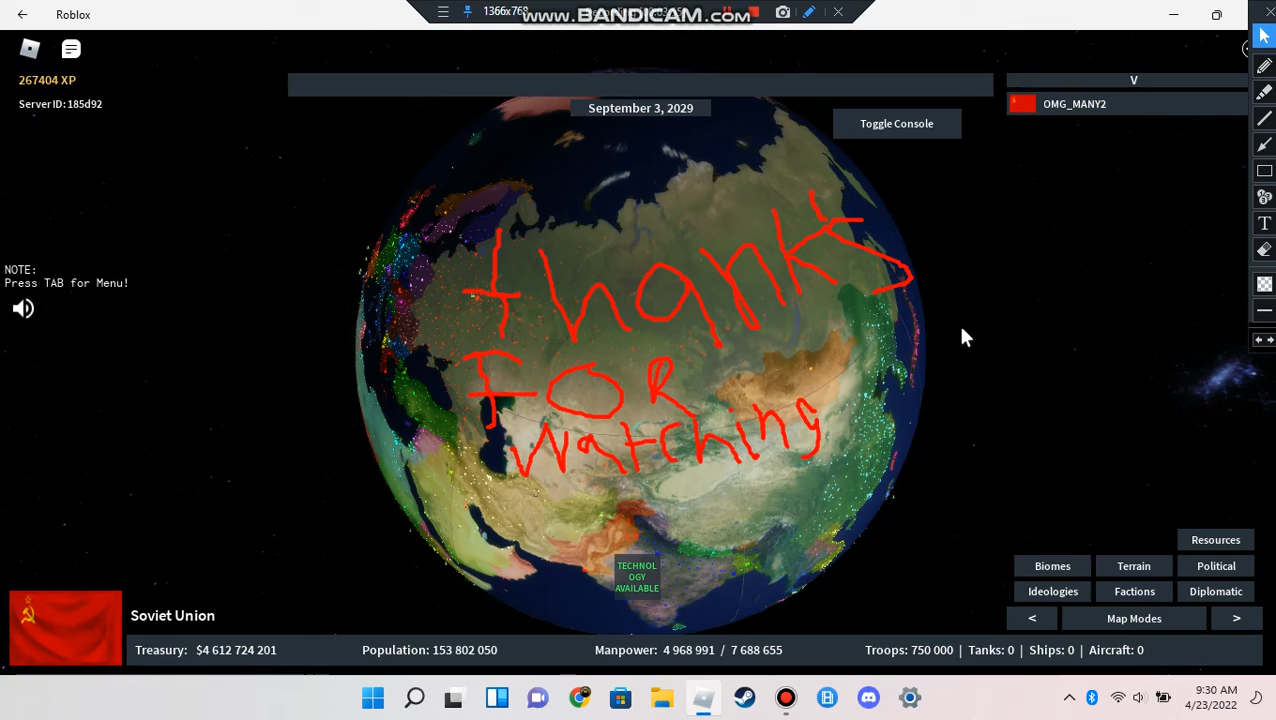 Roblox
1366x768
www.BANDICAM.com
267404 XP
Server ID: 185d92
September 3, 2029
Toggle Console
V
OMG_MANY2
NOTE:
Press TAB for Menu!
thankS
FOR
watching
TECHNOL
OGY
AVAILABLE
Resources
Biomes Terrain Political
Ideologies Factions Diplomatic
< Map Modes >
Soviet Union
Treasury: $4 612 724 201 Population: 153 802 050 Manpower: 4 968 991 / 7 688 655 Troops: 750 000 | Tanks: 0 | Ships: 0 | Aircraft: 0
9:30 AM
4/23/2022